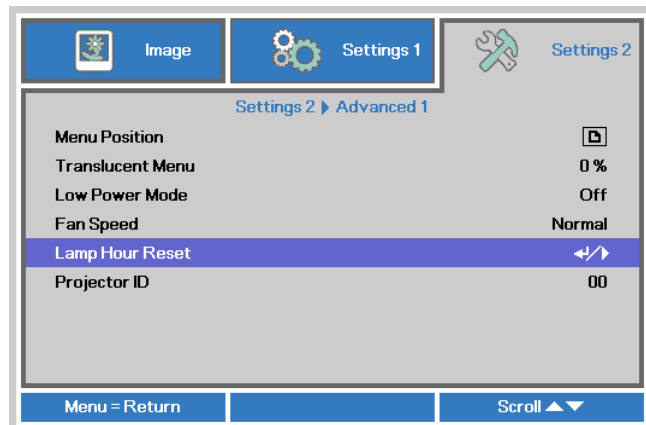 Image
Settings 1
Settings 2
Settings 2 Advanced 1
Menu Position
Translucent Menu 0 %
Low Power Mode Off
Fan Speed Normal
Lamp Hour Reset
Projector ID 00
Menu = Return
Scroll